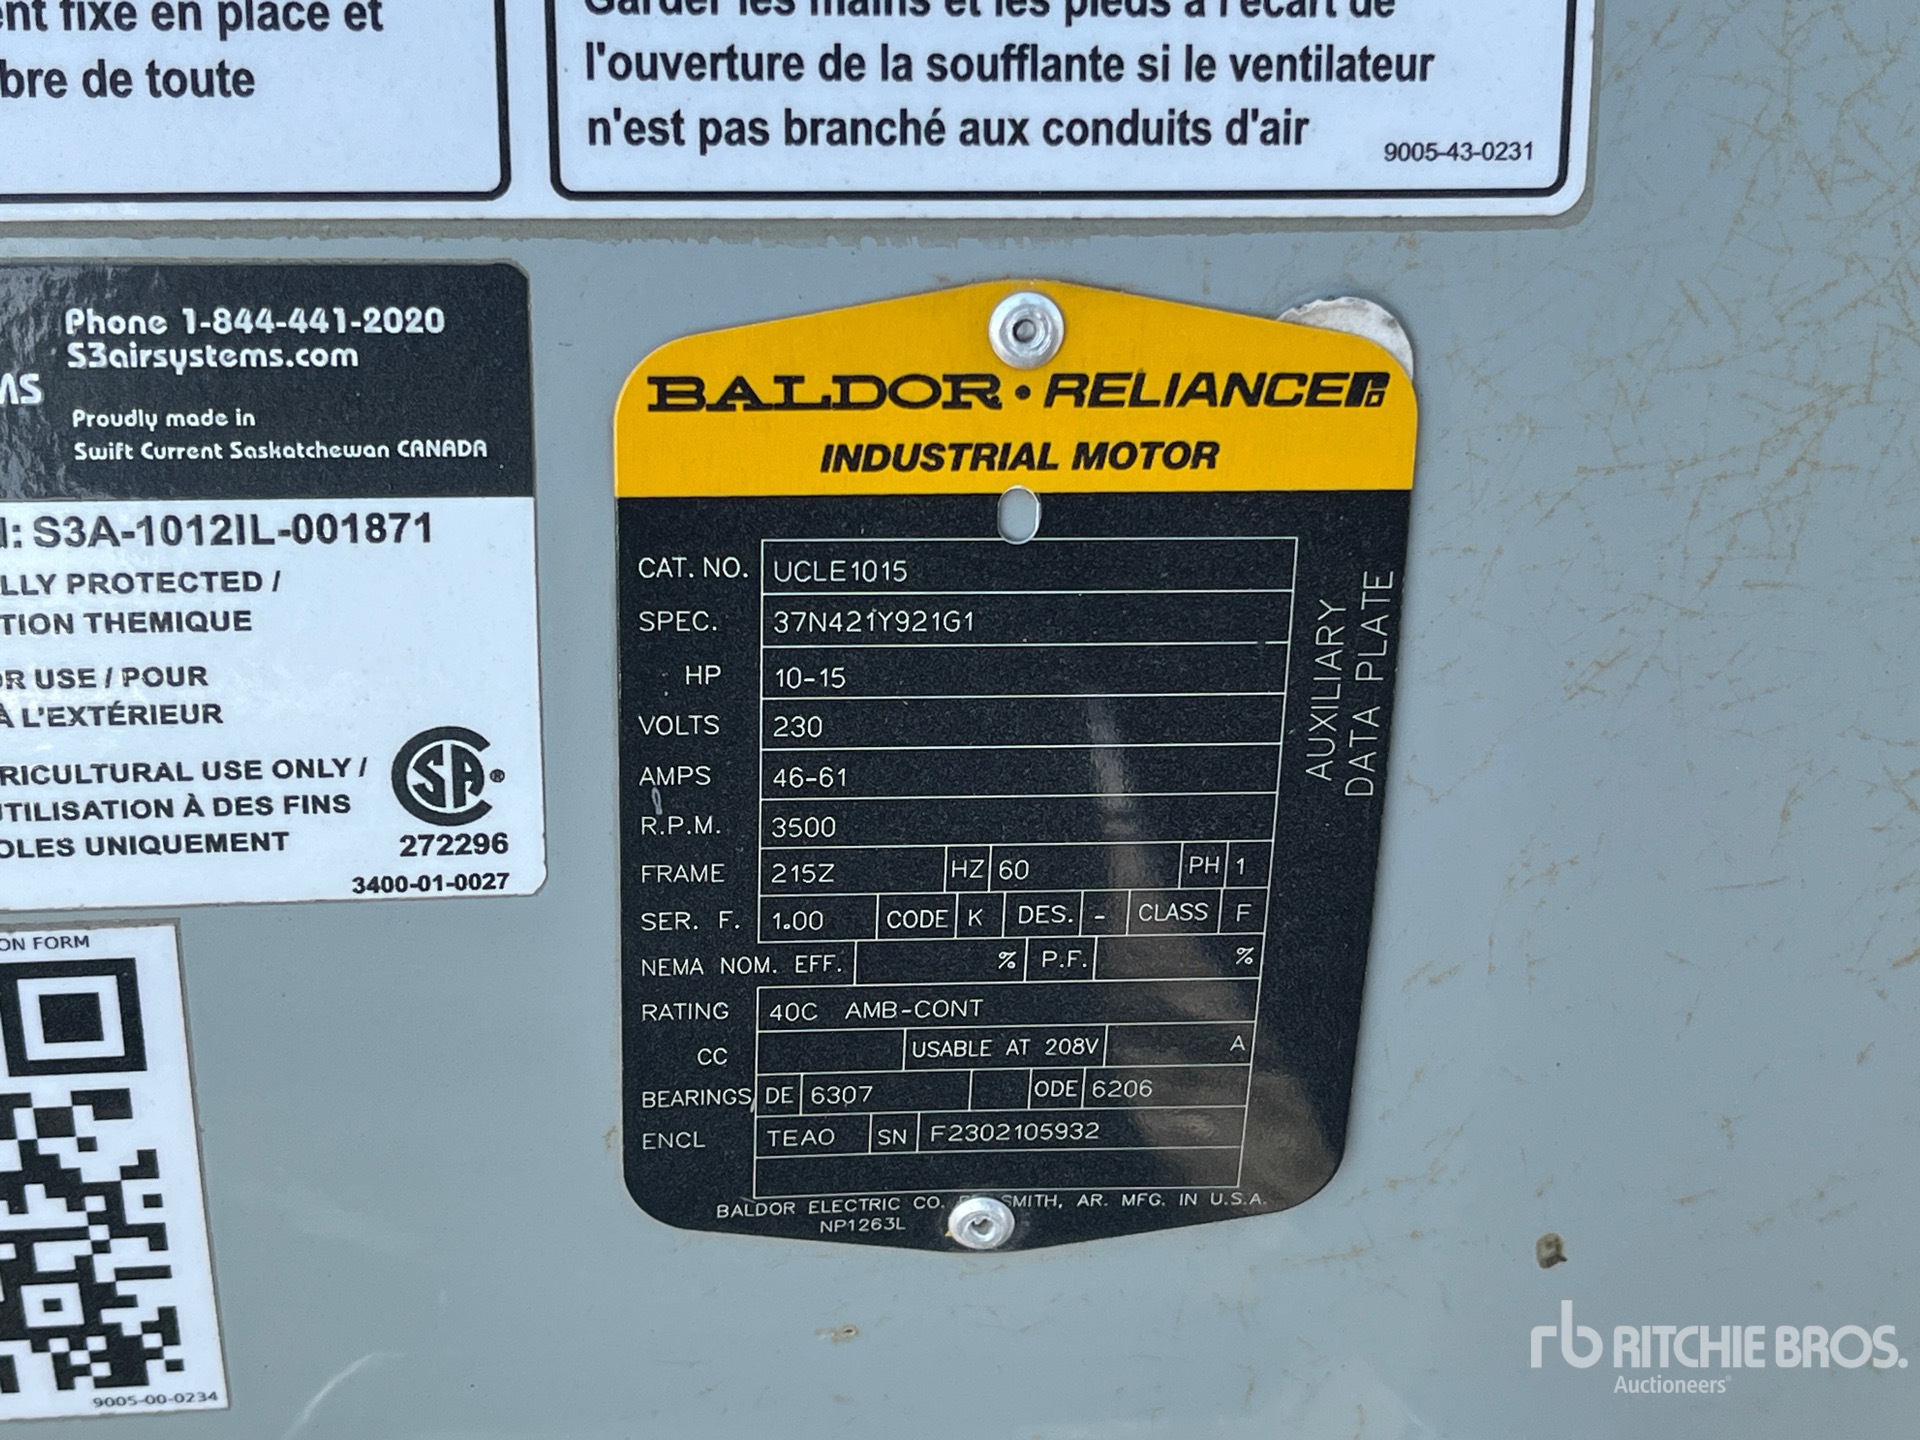 nt fixe en place et
bre de toute
Garder les mains et les pieds à l'écart de
l'ouverture de la soufflante si le ventilateur
n'est pas branché aux conduits d'air
9005-43-0231
MS
Phone 1-844-441-2020
S3airsystems.com
Proudly made in
Swift Current Saskatchewan CANADA
: S3A-1012IL-001871
LLY PROTECTED /
TION THEMIQUE
OR USE / POUR
À L'EXTÉRIEUR
RICULTURAL USE ONLY /
UTILISATION À DES FINS
OLES UNIQUEMENT
SA ®
272296
3400-01-0027
ON FORM
9005-00-0234
BALDOR • RELIANCE
INDUSTRIAL MOTOR
CAT. NO. UCLE1015
SPEC. 37N421Y921G1
HP 10-15
VOLTS 230
AMPS 46-61
R.P.M. 3500
FRAME 215Z HZ 60 PH 1
SER. F. 1.00 CODE K DES. - CLASS F
NEMA NOM. EFF. % P.F. %
RATING 40C AMB-CONT
CC USABLE AT 208V A
BEARINGS DE 6307 ODE 6206
ENCL TEAO SN F2302105932
BALDOR ELECTRIC CO. SMITH, AR. MFG. IN U.S.A.
NP1263L
AUXILIARY
DATA PLATE
rb RITCHIE BROS.
Auctioneers